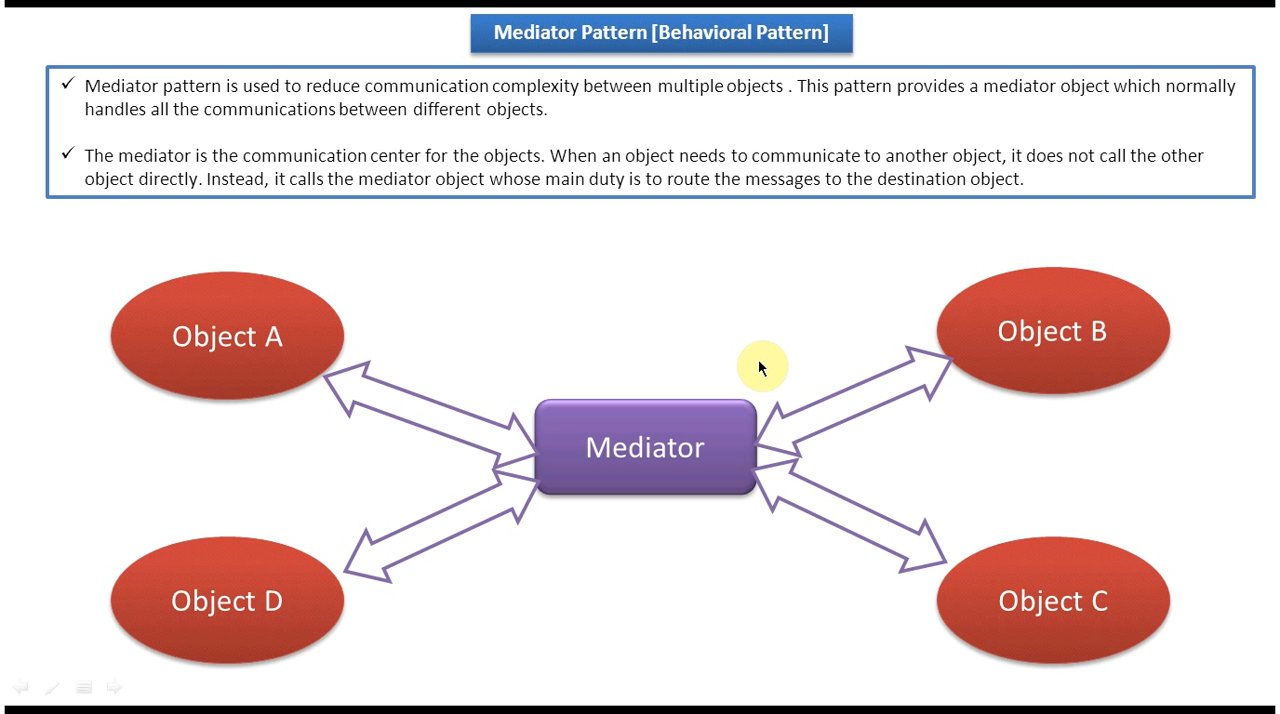 Mediator Pattern [Behavioral Pattern]
Mediator pattern is used to reduce communication complexity between multiple objects . This pattern provides a mediator object which normally
handles all the communications between different objects.
The mediator is the communication center for the objects. When an object needs to communicate to another object, it does not call the other
object directly. Instead, it calls the mediator object whose main duty is to route the messages to the destination object.
Object A
Object B
Mediator
Object D
Object C